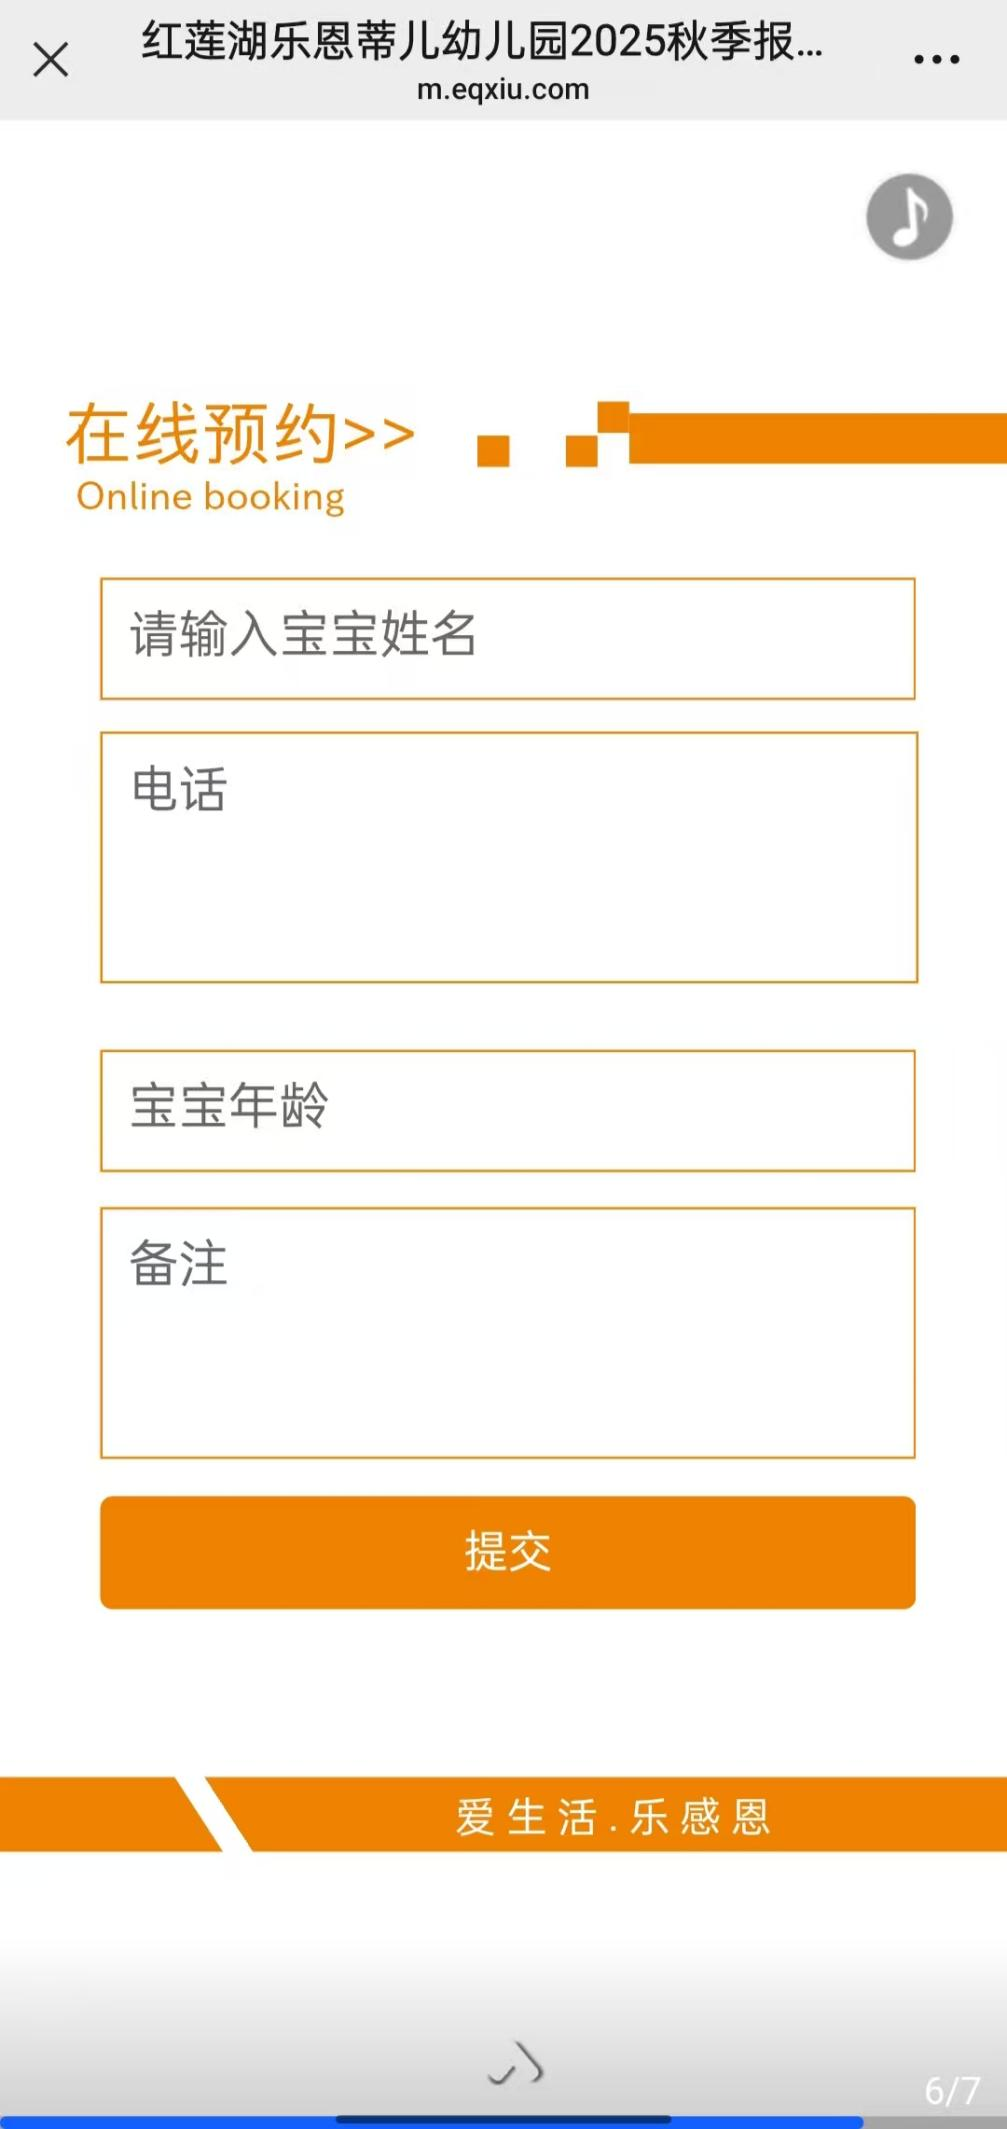 红莲湖乐恩蒂儿幼儿园2025秋季报...
m.eqxiu.com
在线预约>>
Online booking
请输入宝宝姓名
电话
宝宝年龄
备注
提交
爱生活.乐感恩
6/7